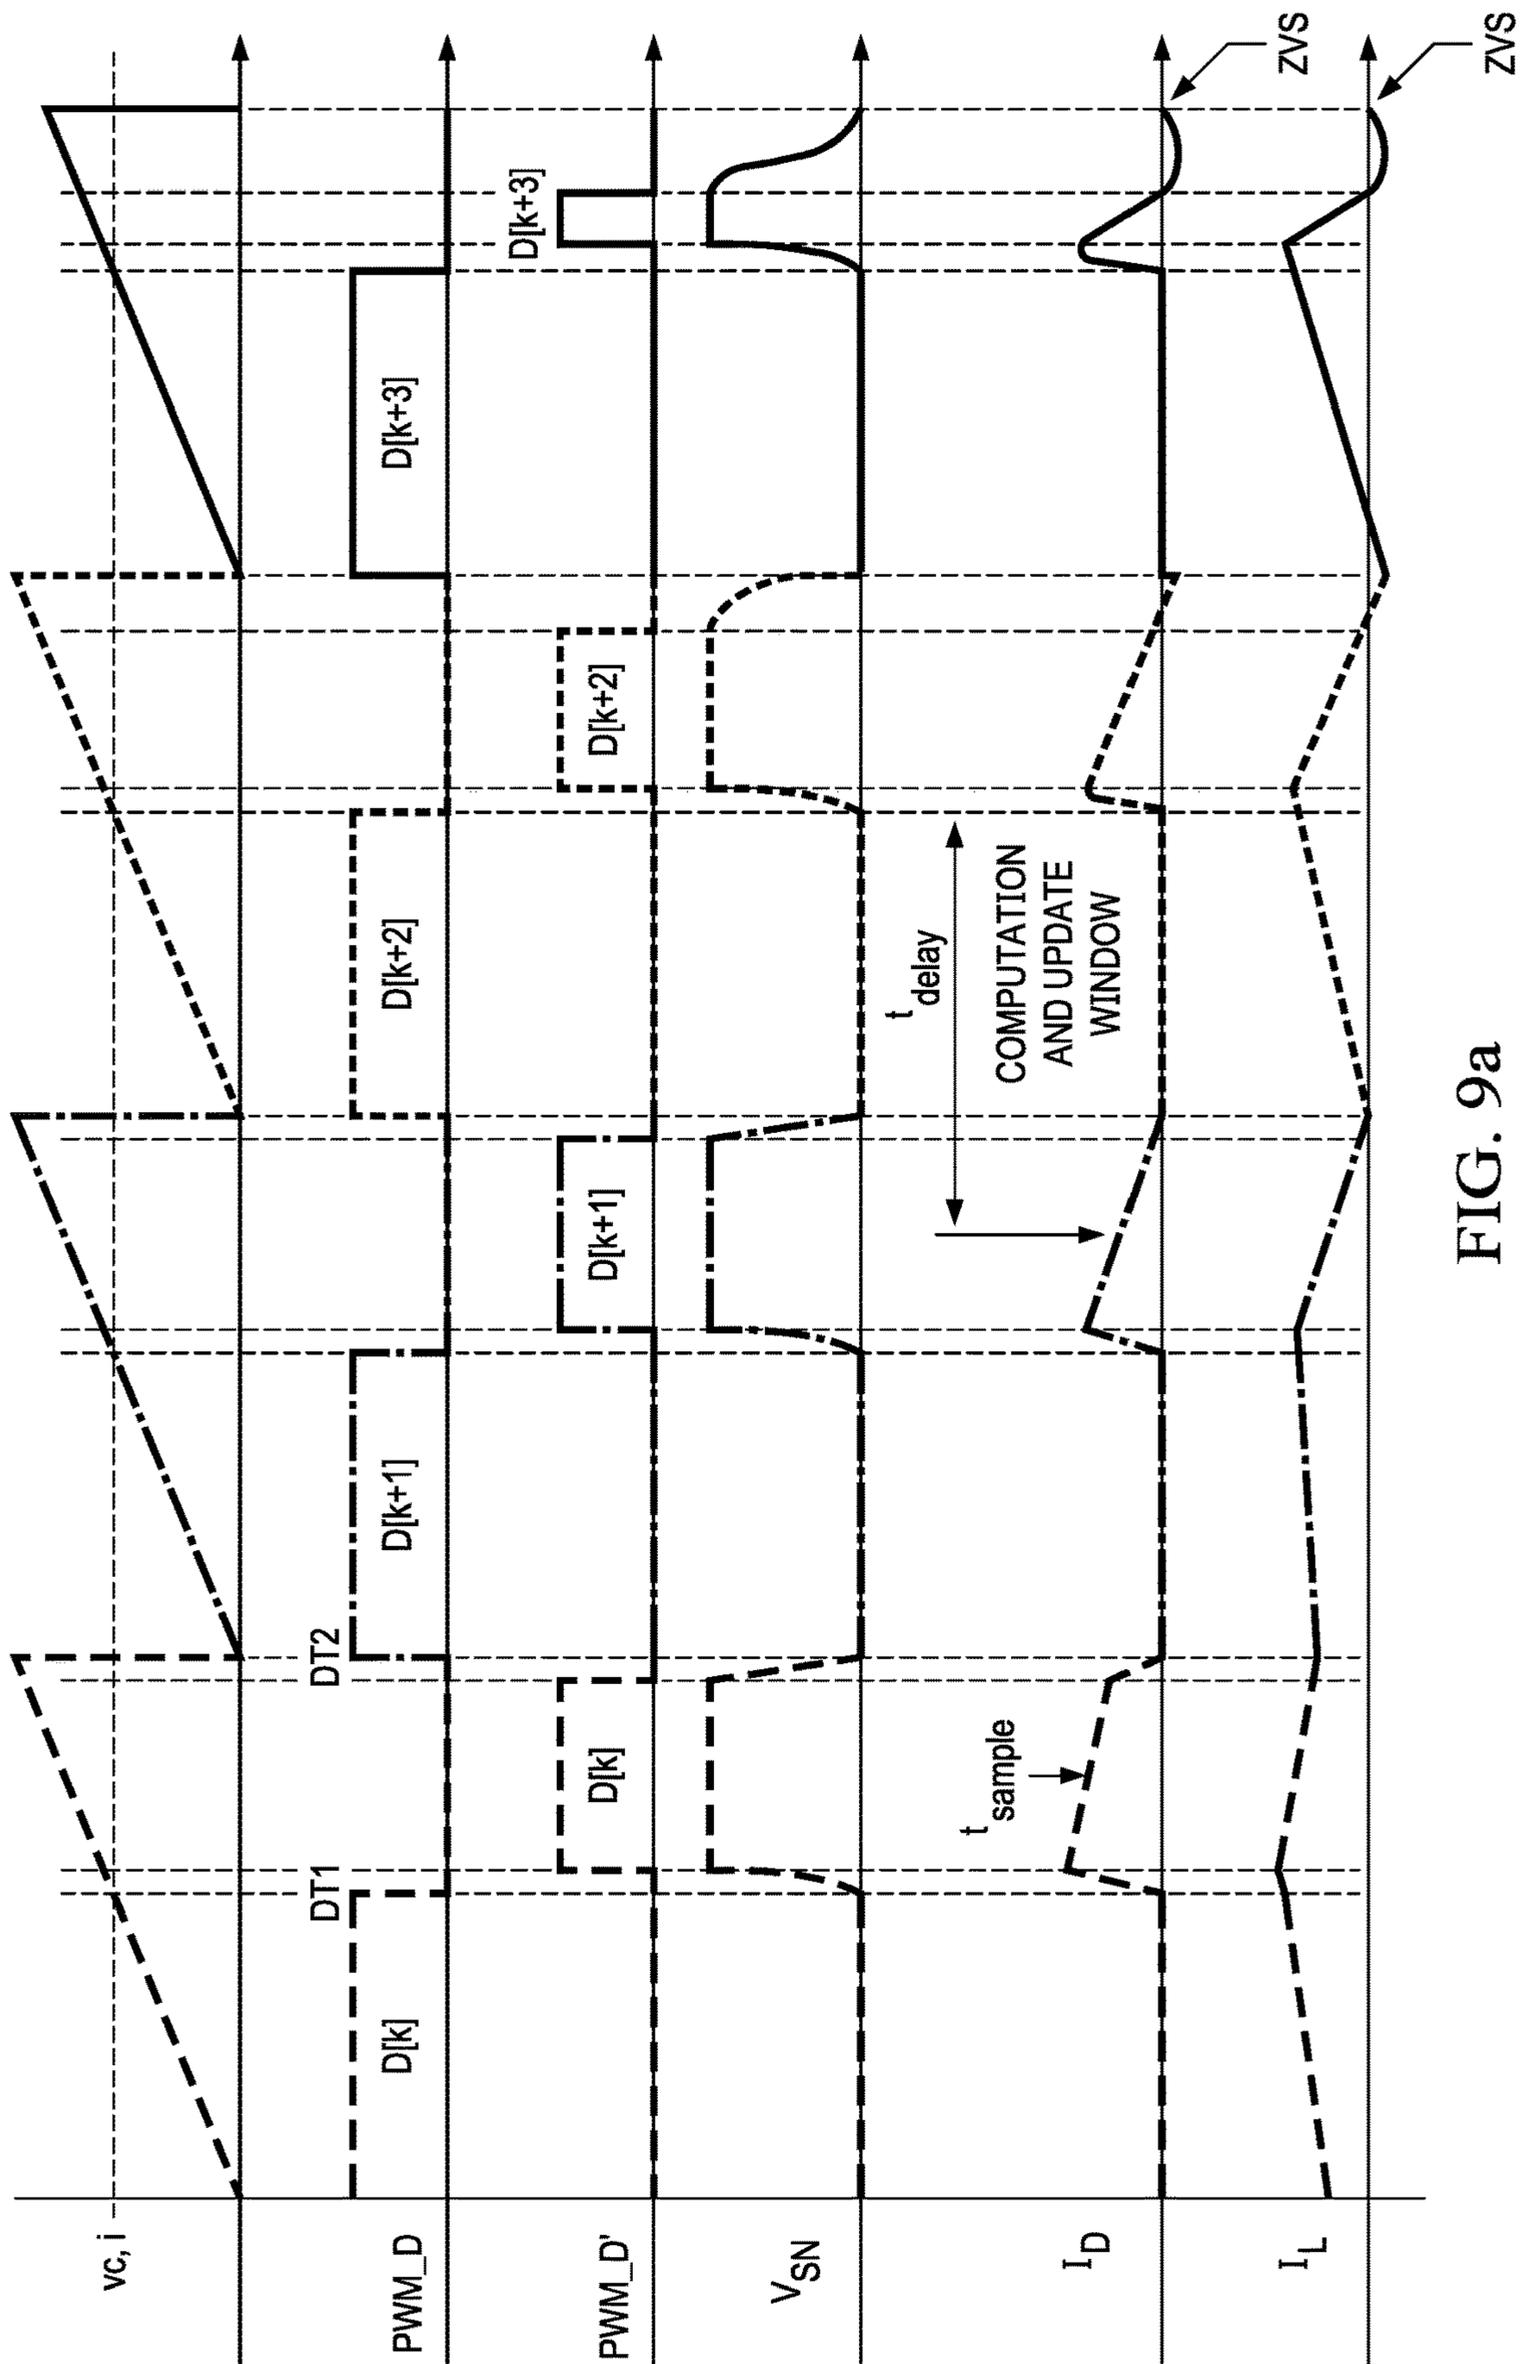 vc, i
PWM_D
D[k]
DT1
DT2
D[k+1]
D[k+2]
D[k+3]
PWM_D'
D[k]
D[k+1]
D[k+2]
D[k+3]
VSN
ID
tsample
tdelay
COMPUTATION
AND UPDATE
WINDOW
ZVS
IL
ZVS
FIG. 9a